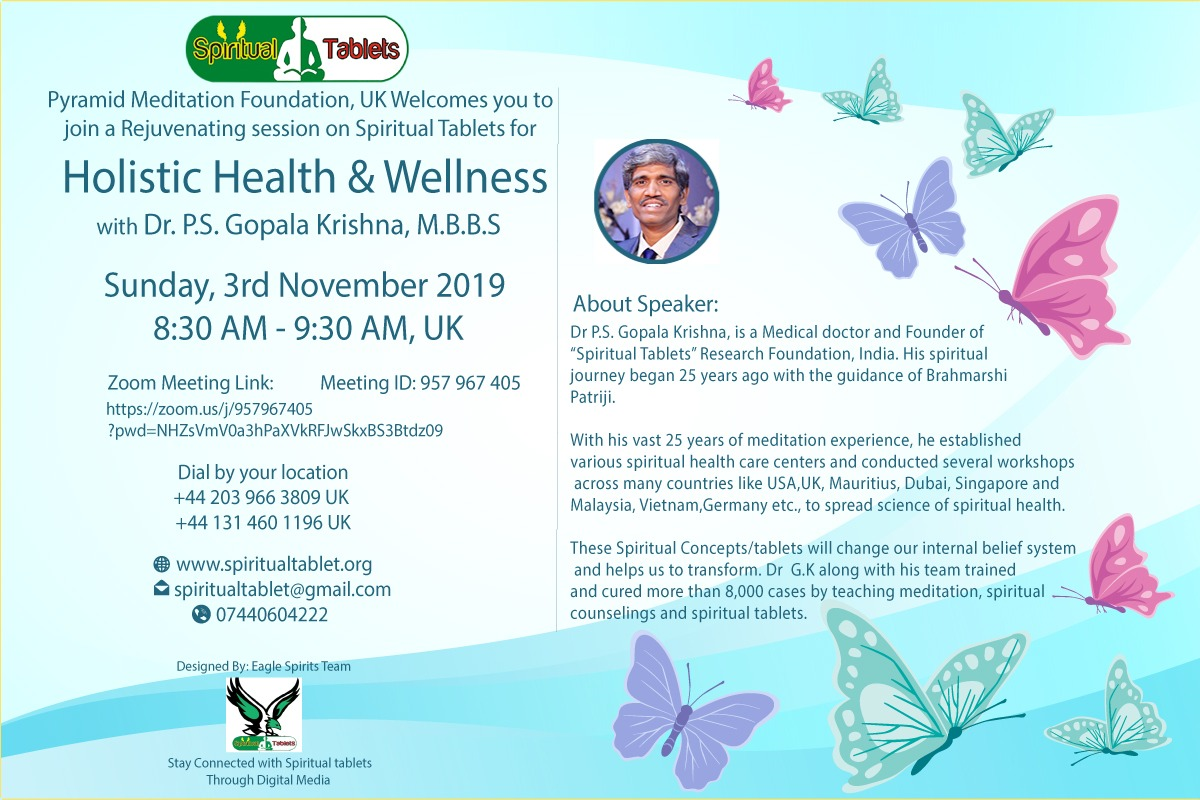 Spiritual Tablets
Pyramid Meditation Foundation, UK Welcomes you to
join a Rejuvenating session on Spiritual Tablets for
Holistic Health & Wellness
with Dr. P.S. Gopala Krishna, M.B.B.S
Sunday, 3rd November 2019
8:30 AM - 9:30 AM, UK
Zoom Meeting Link: Meeting ID: 957 967 405
https://zoom.us/j/957967405
?pwd=NHZsVmV0a3hPaXVkRFJwSkxBS3Btdz09
Dial by your location
+44 203 966 3809 UK
+44 131 460 1196 UK
www.spiritualtablet.org
spiritualtablet@gmail.com
07440604222
Designed By: Eagle Spirits Team
Spiritual Tablets
Stay Connected with Spiritual tablets
Through Digital Media
About Speaker:
Dr P.S. Gopala Krishna, is a Medical doctor and Founder of
“Spiritual Tablets” Research Foundation, India. His spiritual
journey began 25 years ago with the guidance of Brahmarshi
Patriji.
With his vast 25 years of meditation experience, he established
various spiritual health care centers and conducted several workshops
across many countries like USA,UK, Mauritius, Dubai, Singapore and
Malaysia, Vietnam,Germany etc., to spread science of spiritual health.
These Spiritual Concepts/tablets will change our internal belief system
and helps us to transform. Dr G.K along with his team trained
and cured more than 8,000 cases by teaching meditation, spiritual
counselings and spiritual tablets.